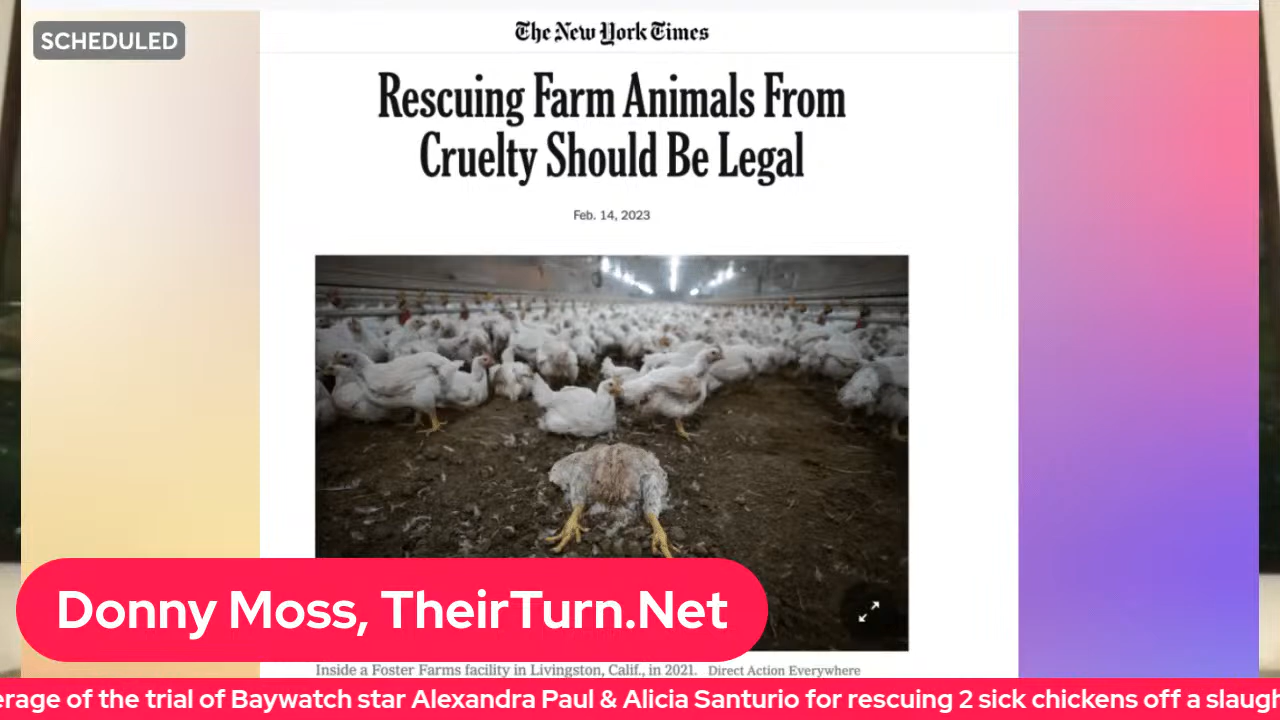 SCHEDULED
The New York Times
Rescuing Farm Animals From
Cruelty Should Be Legal
Feb. 14, 2023
Donny Moss, TheirTurn.Net
Inside a Foster Farms facility in Livingston, Calif., in 2021. Direct Action Everywhere
erage of the trial of Baywatch star Alexandra Paul & Alicia Santurio for rescuing 2 sick chickens off a slaugh